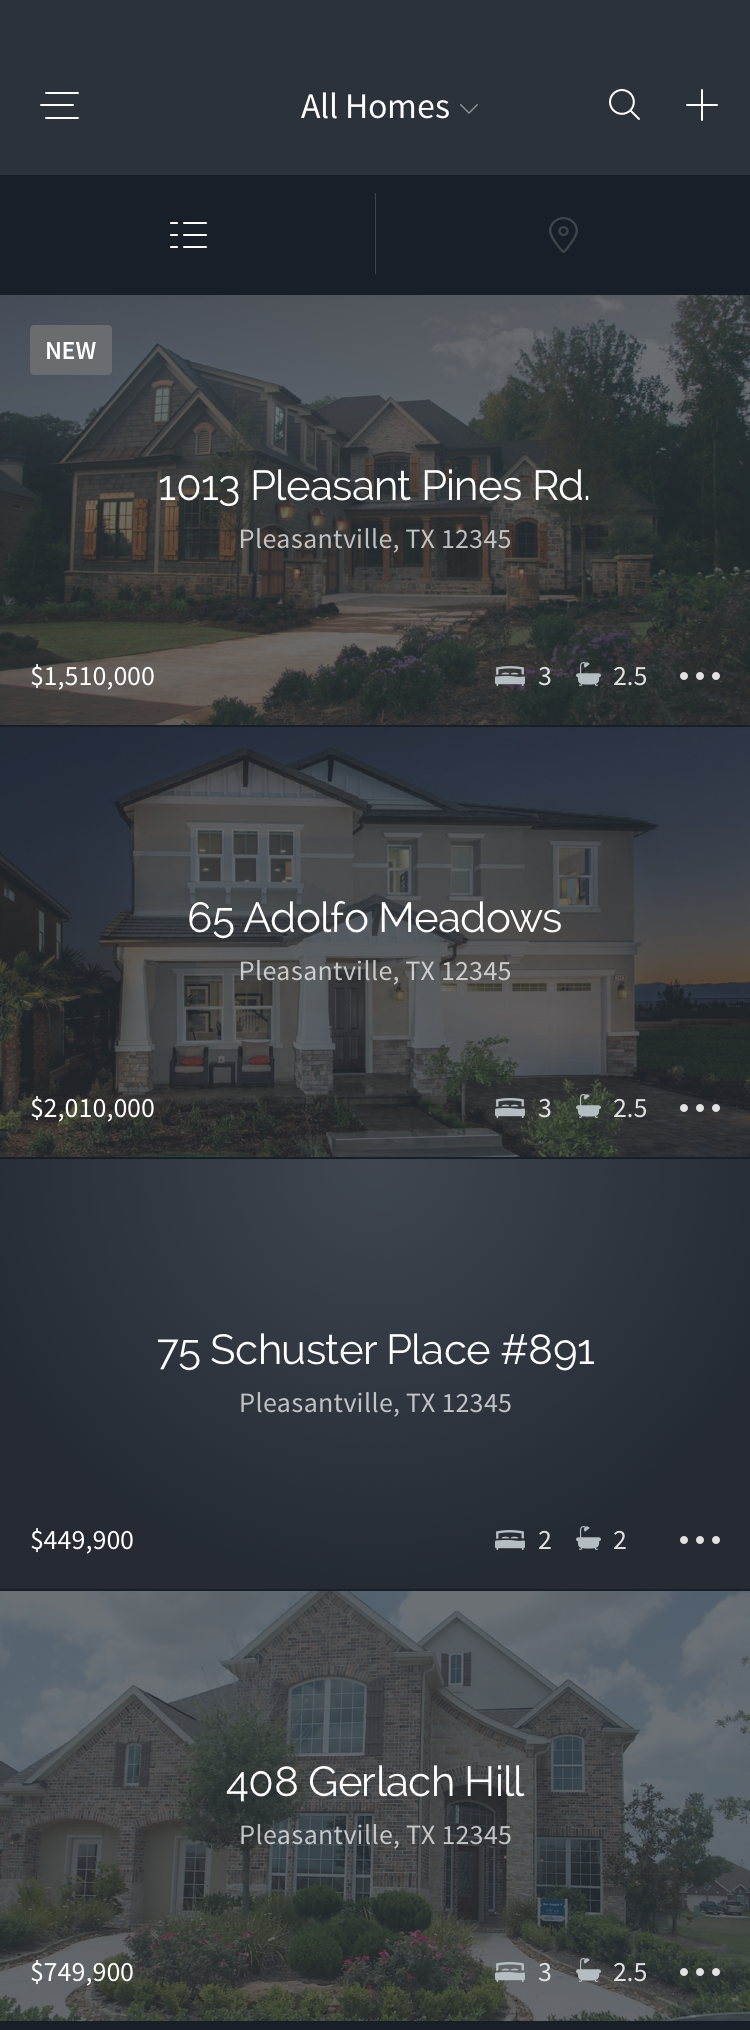 All Homes
NEW
1013 Pleasant Pines Rd.
Pleasantville, TX 12345
$1,510,000 3 2.5
65 Adolfo Meadows
Pleasantville, TX 12345
$2,010,000 3 2.5
75 Schuster Place #891
Pleasantville, TX 12345
$449,900 2 2
408 Gerlach Hill
Pleasantville, TX 12345
$749,900 3 2.5